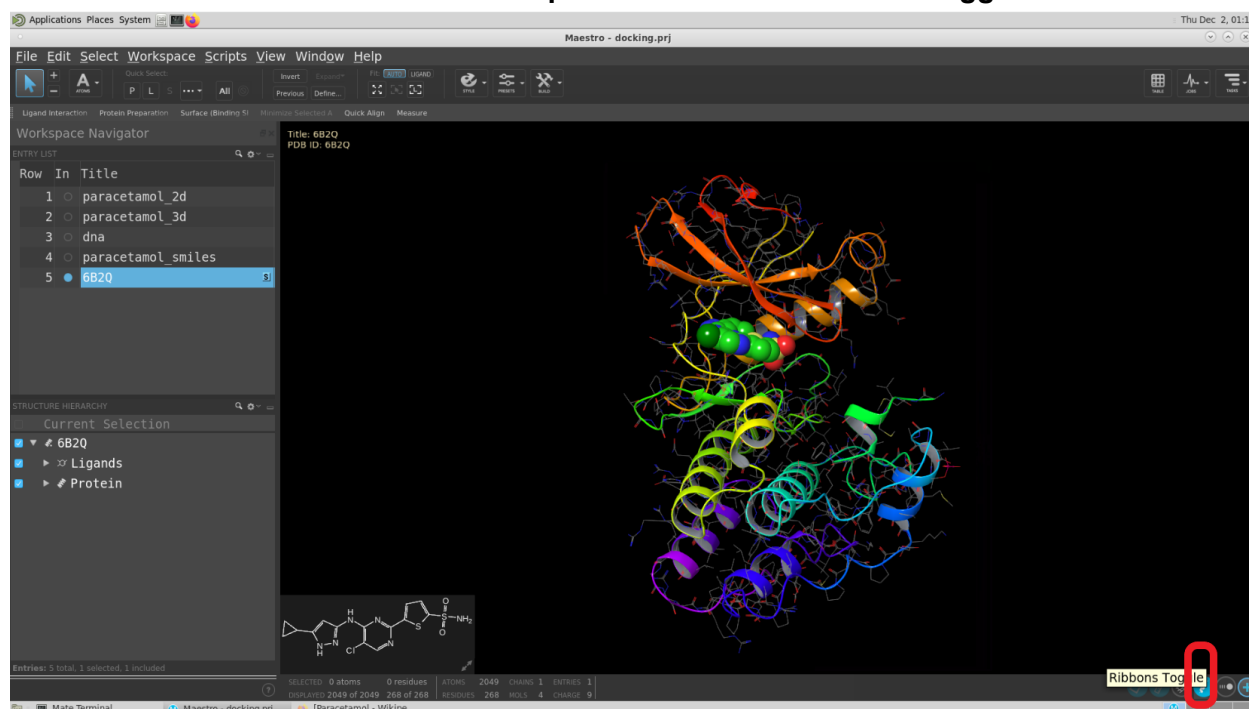 Applications Places System
Thu Dec 2, 01:1
Maestro - docking.prj
File Edit Select Workspace Scripts View Window Help
Quick Select:
Invert Expand*
Fit: AUTO LIGAND
A
ATOMS
P L S All
Previous Define...
STYLE
PRESETS
BUILD
TABLE
JOBS
TASKS
Ligand Interaction Protein Preparation Surface (Binding S) Minimize Selected A Quick Align Measure
Workspace Navigator
ENTRY LIST
Row In Title
1 paracetamol_2d
2 paracetamol_3d
3 dna
4 paracetamol_smiles
5 6B2Q S
Title: 6B2Q
PDB ID: 6B2Q
STRUCTURE HIERARCHY
Current Selection
6B2Q
Ligands
Protein
H
N
N
O
S
S
NH2
O
N
N
H
Cl
N
Entries: 5 total, 1 selected, 1 included
SELECTED 0 atoms 0 residues ATOMS 2049 CHAINS 1 ENTRIES 1
DISPLAYED 2049 of 2049 268 of 268 RESIDUES 268 MOLS 4 CHARGE 9
Ribbons Toggle
Mate Terminal
Maestro - docking.prj
[Paracetamol - Wikipe